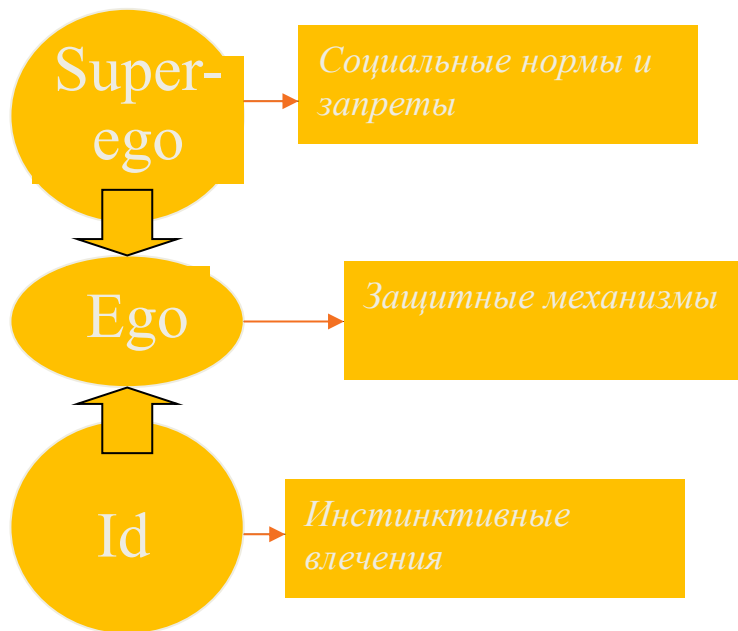 Super-
ego
Социальные нормы и
запреты
Ego
Защитные механизмы
Id
Инстинктивные
влечения